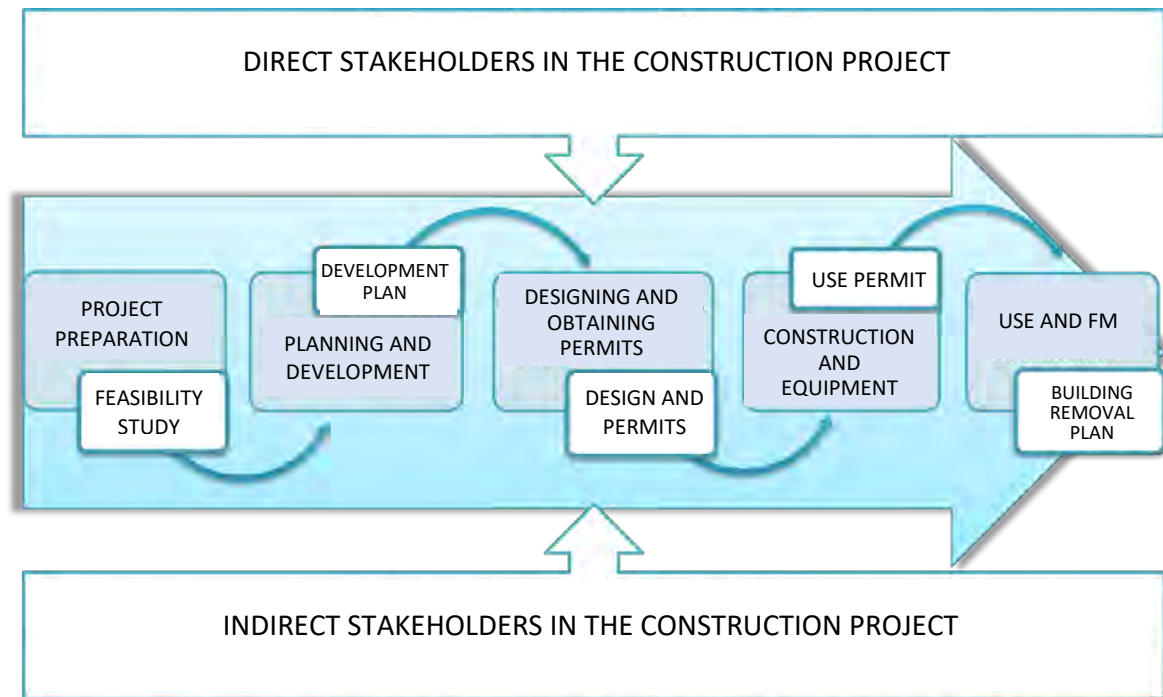 DIRECT STAKEHOLDERS IN THE CONSTRUCTION PROJECT
PROJECT
PREPARATION
FEASIBILITY
STUDY
DEVELOPMENT
PLAN
PLANNING AND
DEVELOPMENT
DESIGNING AND
OBTAINING
PERMITS
DESIGN AND
PERMITS
USE PERMIT
CONSTRUCTION
AND
EQUIPMENT
USE AND FM
BUILDING
REMOVAL
PLAN
INDIRECT STAKEHOLDERS IN THE CONSTRUCTION PROJECT